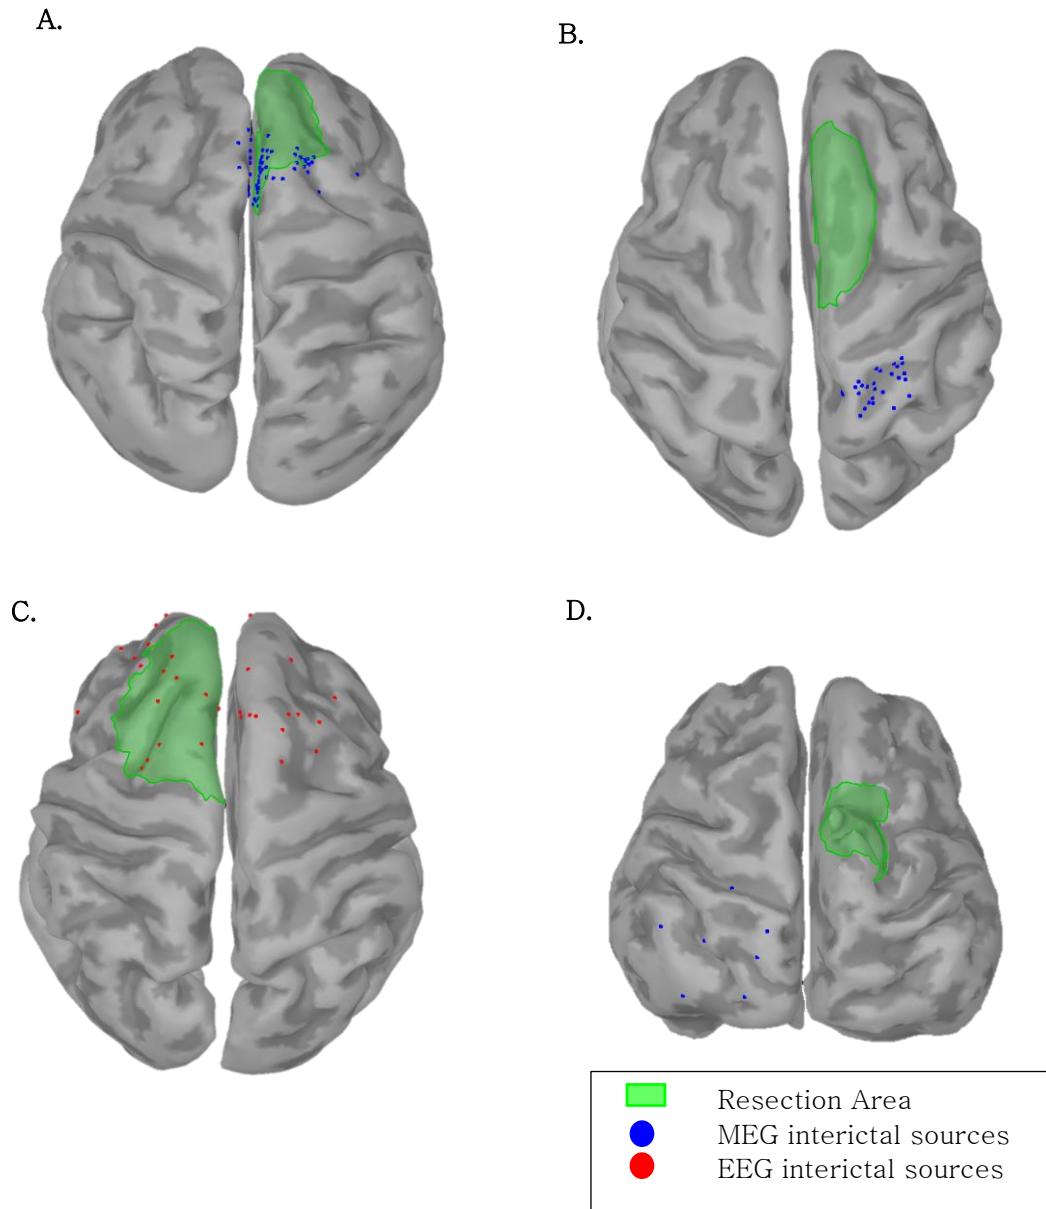 A.
B.
C.
D.
Resection Area
MEG interictal sources
EEG interictal sources